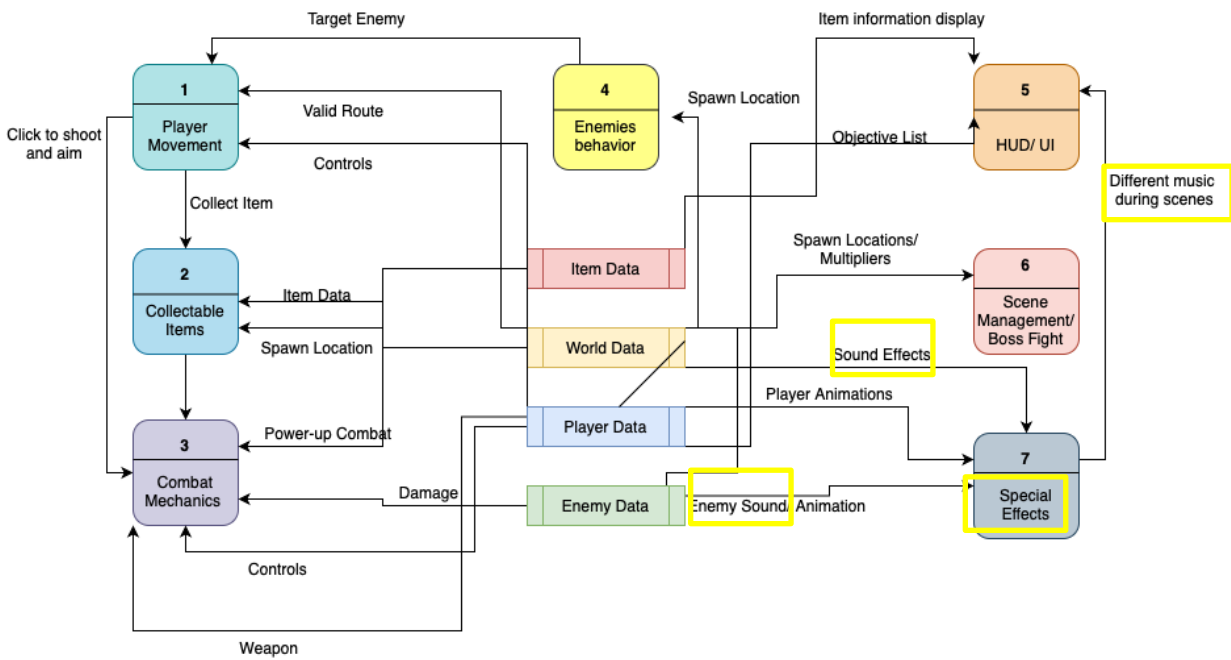 Target Enemy
Item information display
1
Player
Movement
4
Enemies
behavior
5
HUD/ UI
Spawn Location
Valid Route
Click to shoot
and aim
Objective List
Controls
Different music
during scenes
Collect Item
2
Collectable
Items
Item Data
Item Data
Spawn Locations/
Multipliers
6
Scene
Management/
Boss Fight
Spawn Location
World Data
Sound Effects
Player Animations
3
Combat
Mechanics
Power-up Combat
Player Data
7
Special
Effects
Damage
Enemy Data
Enemy Sound/ Animation
Controls
Weapon